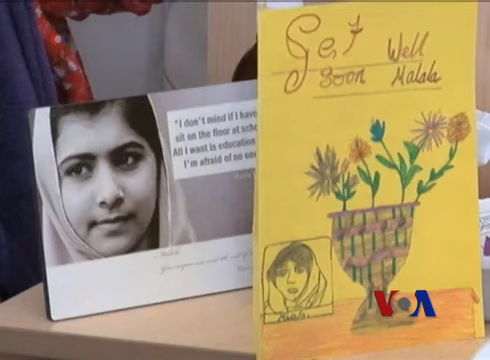 "I don't mind if I have
sit on the floor at scho
All I want is education
I'm afraid of no one
Get Well
Soon Malala
Malala.
VOA